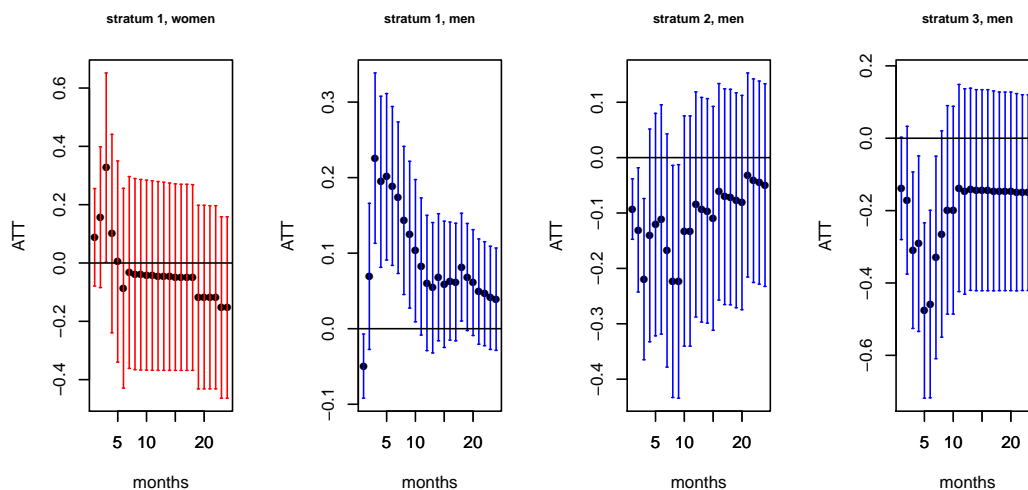 stratum 1, women
ATT
0.6
0.4
0.2
0.0
−0.2
−0.4
5 10 20
months
stratum 1, men
ATT
0.3
0.2
0.1
0.0
−0.1
5 10 20
months
stratum 2, men
ATT
0.1
0.0
−0.1
−0.2
−0.3
−0.4
5 10 20
months
stratum 3, men
ATT
0.2
0.0
−0.2
−0.4
−0.6
5 10 20
months